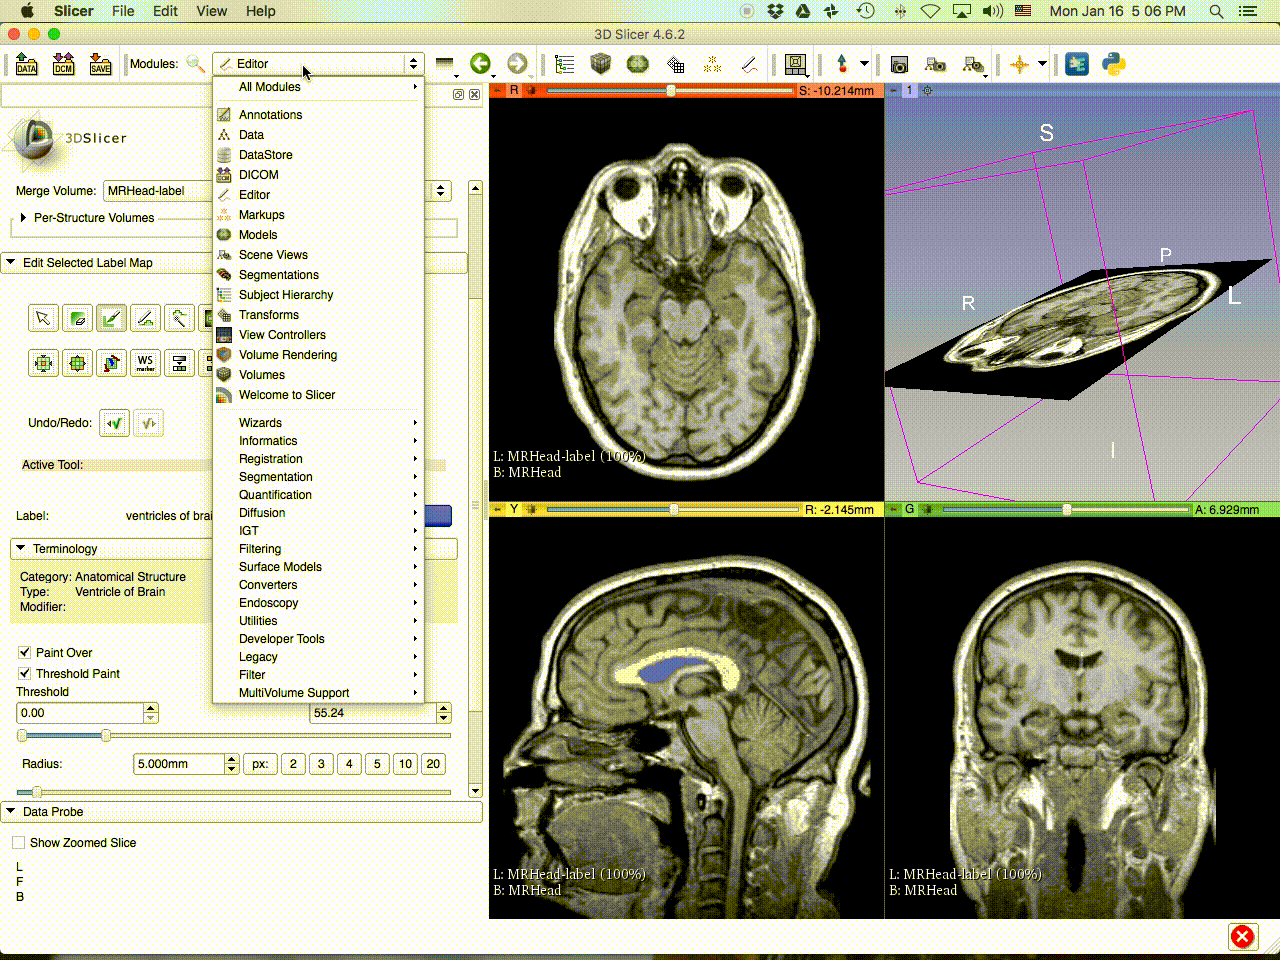 Slicer File Edit View Help Mon Jan 16 5:06 PM
3D Slicer 4.6.2
DATA DCM SAVE Modules: Editor
All Modules
Annotations
Data
DataStore
DICOM
Editor
Markups
Models
Scene Views
Segmentations
Subject Hierarchy
Transforms
View Controllers
Volume Rendering
Volumes
Welcome to Slicer
Wizards
Informatics
Registration
Segmentation
Quantification
Diffusion
IGT
Filtering
Surface Models
Converters
Endoscopy
Utilities
Developer Tools
Legacy
Filter
MultiVolume Support
3DSlicer
Merge Volume: MRHead-label
Per-Structure Volumes
Edit Selected Label Map
WS
marker
Undo/Redo:
Active Tool:
Label: ventricles of brai
Terminology
Category: Anatomical Structure
Type: Ventricle of Brain
Modifier:
Paint Over
Threshold Paint
Threshold
0.00 55.24
Radius: 5.000mm px: 2 3 4 5 10 20
Data Probe
Show Zoomed Slice
L
F
B
R S: -10.214mm
L: MRHead-label (100%)
B: MRHead
1
S
P
R
L
I
Y R: -2.145mm
L: MRHead-label (100%)
B: MRHead
G A: 6.929mm
L: MRHead-label (100%)
B: MRHead